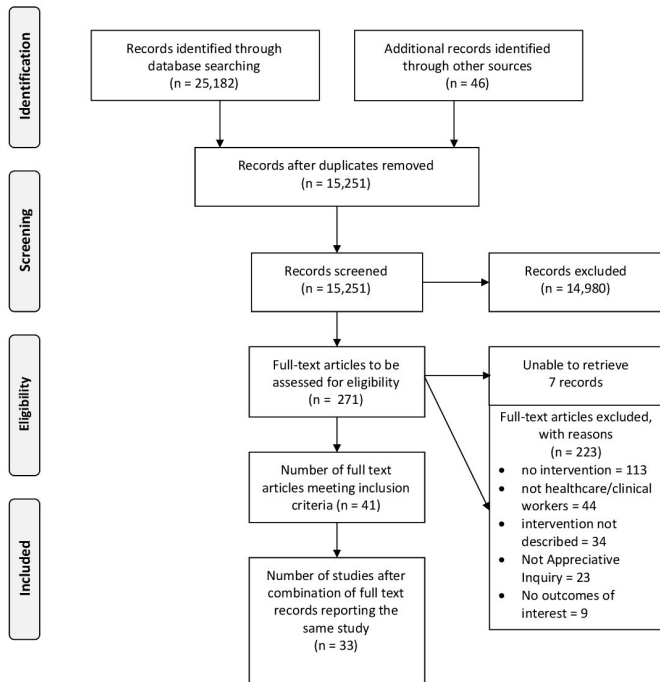 Identification
Records identified through
database searching
(n = 25,182)
Additional records identified
through other sources
(n = 46)
Records after duplicates removed
(n = 15,251)
Screening
Records screened
(n = 15,251)
Records excluded
(n = 14,980)
Eligibility
Full-text articles to be
assessed for eligibility
(n = 271)
Unable to retrieve
7 records
Full-text articles excluded,
with reasons
(n = 223)
• no intervention = 113
• not healthcare/clinical
workers = 44
• intervention not
described = 34
• Not Appreciative
Inquiry = 23
• No outcomes of
interest = 9
Number of full text
articles meeting inclusion
criteria (n = 41)
Included
Number of studies after
combination of full text
records reporting the
same study
(n = 33)